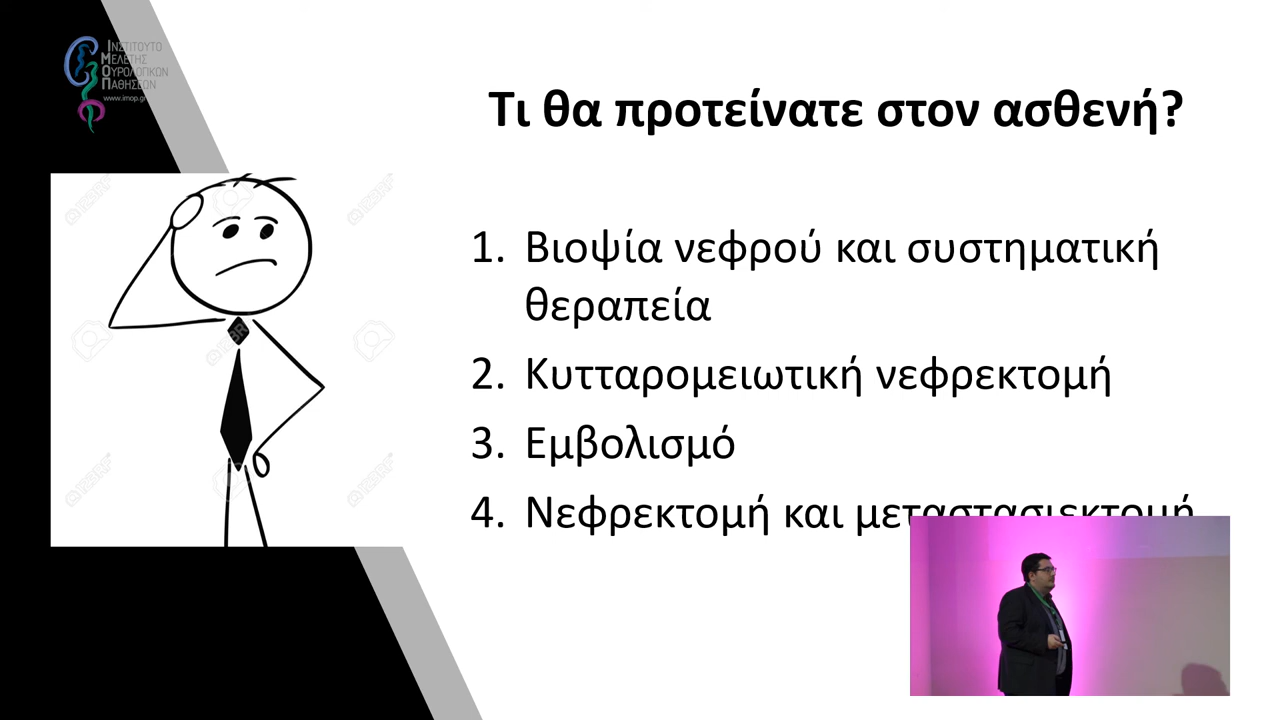 ΙΝΣΤΙΤΟΥΤΟ
ΜΕΛΕΤΗΣ
ΟΥΡΟΛΟΓΙΚΩΝ
ΠΑΘΗΣΕΩΝ
www.imop.gr
Τι θα προτείνατε στον ασθενή?
1. Βιοψία νεφρού και συστηματική
θεραπεία
2. Κυτταρομειωτική νεφρεκτομή
3. Εμβολισμό
4. Νεφρεκτομή και μεταστασιεκτομή